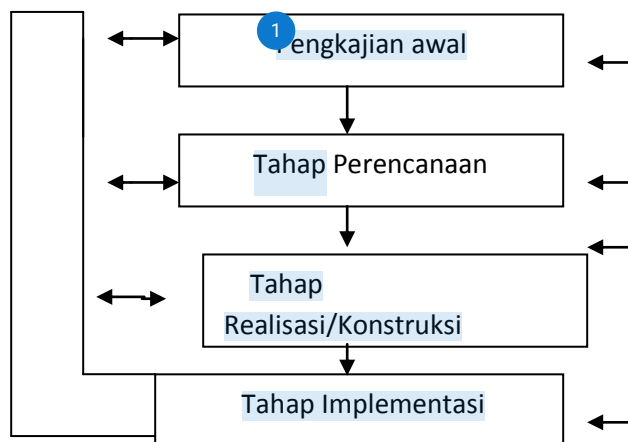 1
Pengkajian awal
Tahap Perencanaan
Tahap
Realisasi/Konstruksi
Tahap Implementasi